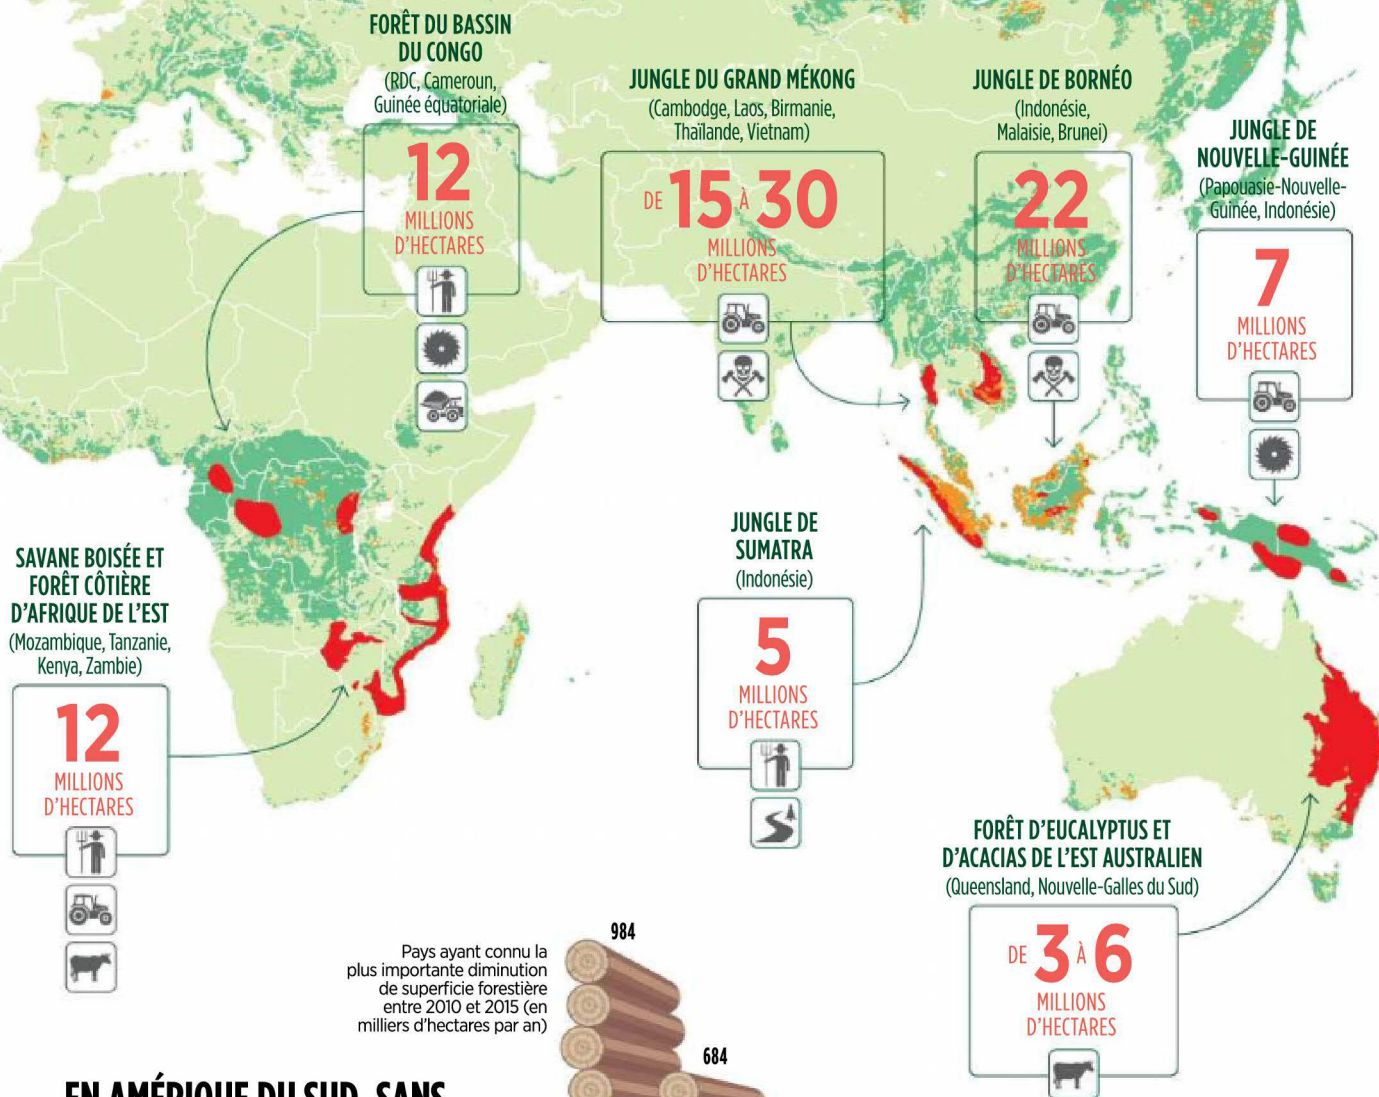 FORÊT DU BASSIN
DU CONGO
(RDC, Cameroun,
Guinée équatoriale)
12
MILLIONS
D'HECTARES
JUNGLE DU GRAND MÉKONG
(Cambodge, Laos, Birmanie,
Thaïlande, Vietnam)
DE 15 À 30
MILLIONS
D'HECTARES
JUNGLE DE BORNÉO
(Indonésie,
Malaisie, Brunei)
22
MILLIONS
D'HECTARES
JUNGLE DE
NOUVELLE-GUINÉE
(Papouasie-Nouvelle-
Guinée, Indonésie)
7
MILLIONS
D'HECTARES
SAVANE BOISÉE ET
FORÊT CÔTIÈRE
D'AFRIQUE DE L'EST
(Mozambique, Tanzanie,
Kenya, Zambie)
12
MILLIONS
D'HECTARES
JUNGLE DE
SUMATRA
(Indonésie)
5
MILLIONS
D'HECTARES
FORÊT D'EUCALYPTUS ET
D'ACACIAS DE L'EST AUSTRALIEN
(Queensland, Nouvelle-Galles du Sud)
DE 3 À 6
MILLIONS
D'HECTARES
Pays ayant connu la
plus importante diminution
de superficie forestière
entre 2010 et 2015 (en
milliers d'hectares par an)
984
684
EN AMÉRIQUE DU SUD, SANS